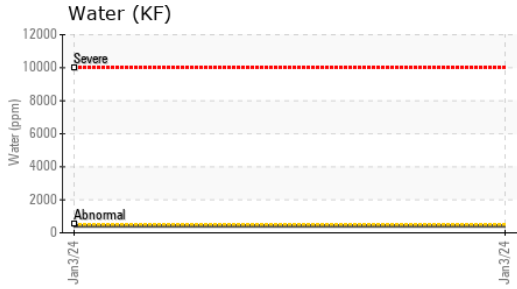 Water (KF)
12000
Severe
10000
8000
Water (ppm)
6000
4000
2000
Abnormal
0
Jan3/24
Jan3/24